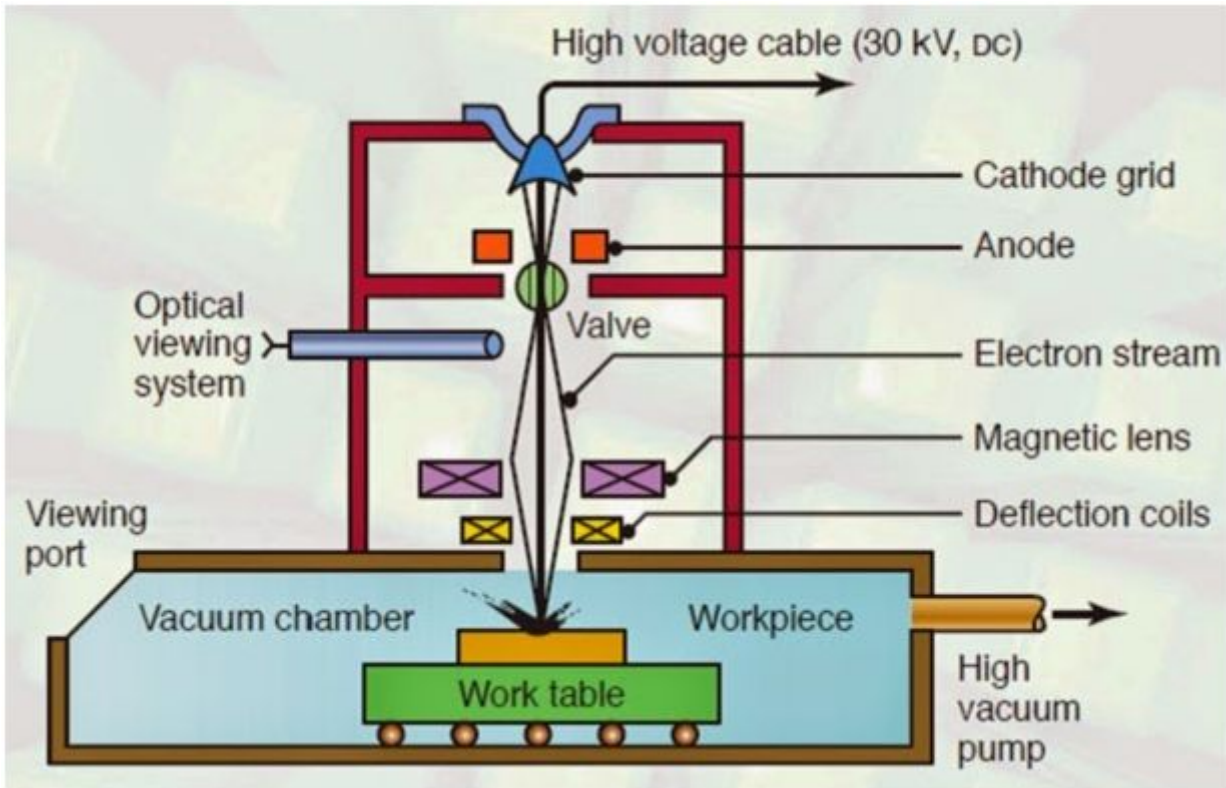 High voltage cable (30 kV, DC)
Cathode grid
Anode
Optical
viewing
system
Valve
Electron stream
Magnetic lens
Viewing
port
Deflection coils
Vacuum chamber
Workpiece
Work table
High
vacuum
pump